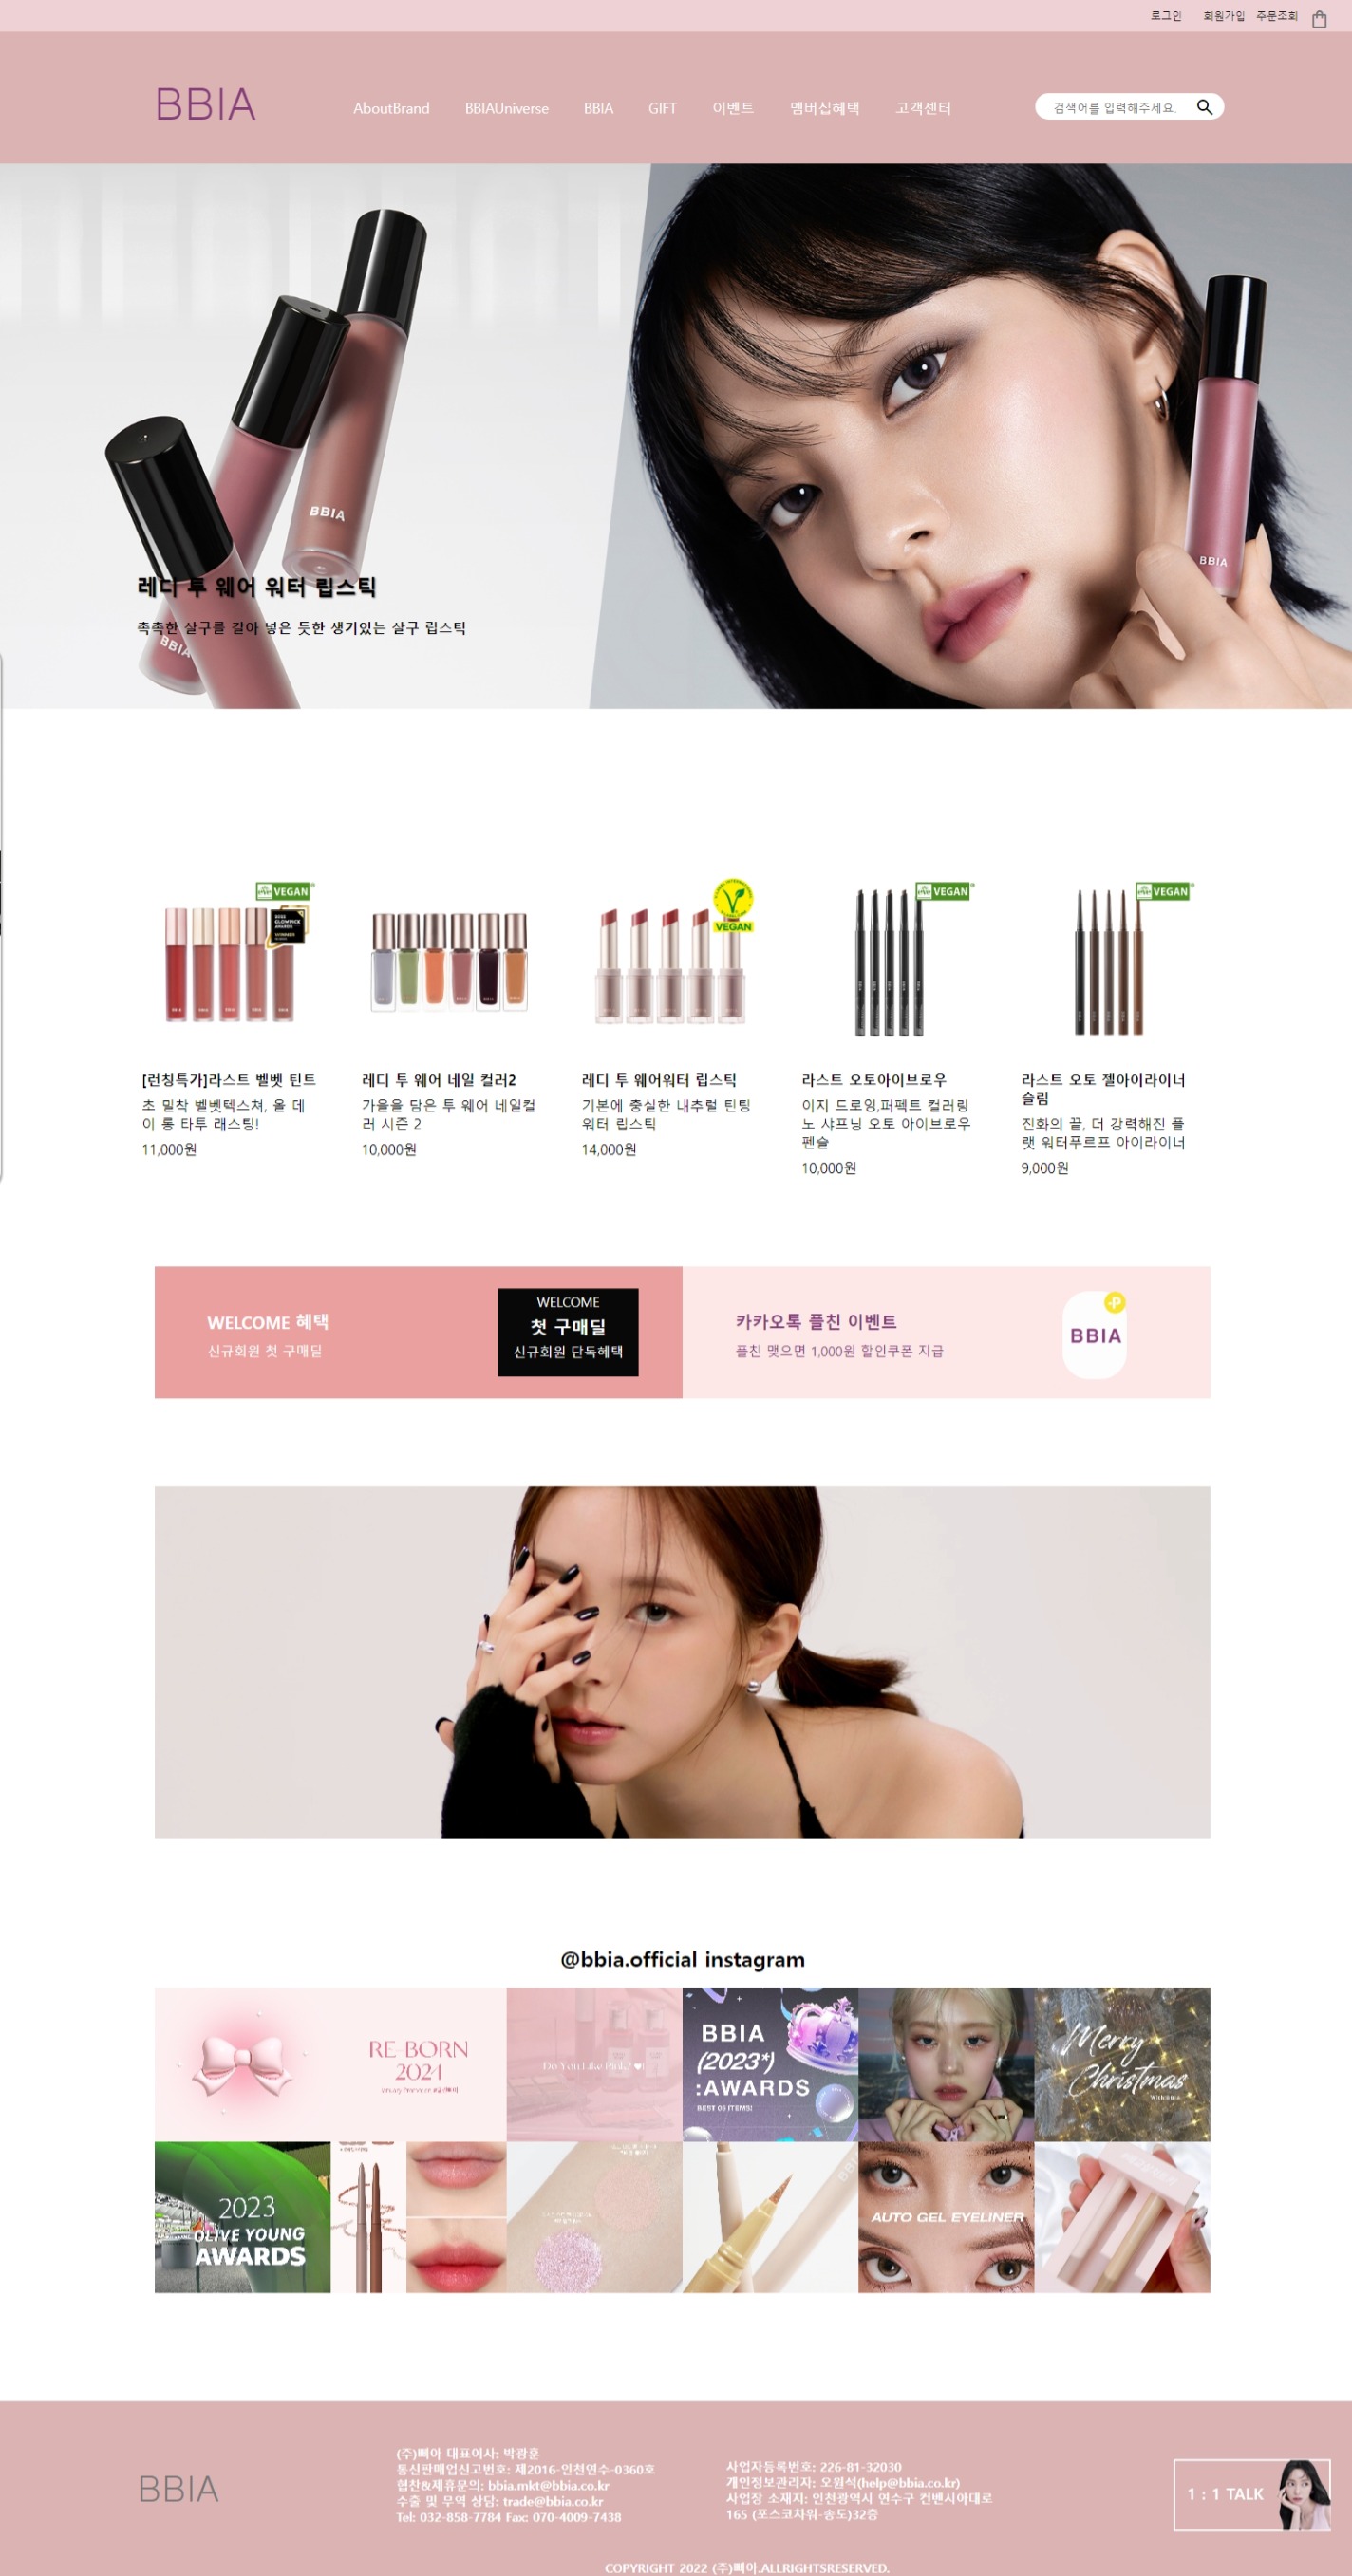 로그인 회원가입 주문조회
BBIA
AboutBrand BBIAUniverse BBIA GIFT 이벤트 멤버십혜택 고객센터
검색어를 입력해주세요.
BBIA
BBIA
레디 투 웨어 워터 립스틱
촉촉한 살구를 갈아 넣은 듯한 생기있는 살구 립스틱
BBIA
VEGAN
VEGAN
VEGAN
VEGAN
[런칭특가]라스트 벨벳 틴트
초 밀착 벨벳텍스쳐, 올 데
이 롱 타투 래스팅!
11,000원
레디 투 웨어 네일 컬러2
가을을 담은 투 웨어 네일컬
러 시즌 2
10,000원
레디 투 웨어워터 립스틱
기본에 충실한 내추럴 틴팅
워터 립스틱
14,000원
라스트 오토아이브로우
이지 드로잉,퍼펙트 컬러링
노 샤프닝 오토 아이브로우
펜슬
10,000원
라스트 오토 젤아이라이너
슬림
진화의 끝, 더 강력해진 플
랫 워터푸르프 아이라이너
9,000원
WELCOME 혜택
신규회원 첫 구매딜
WELCOME
첫 구매딜
신규회원 단독혜택
카카오톡 플친 이벤트
플친 맺으면 1,000원 할인쿠폰 지급
P
BBIA
@bbia.official instagram
RE-BORN
2024
Do You Like Pink?
BBIA
(2023*)
:AWARDS
BEST 06 ITEMS!
Merry
Christmas
2023
OLIVE YOUNG
AWARDS
AUTO GEL EYELINER
BBIA
(주)삐아 대표이사: 박광훈
통신판매업신고번호: 제2016-인천연수-0360호
협찬&제휴문의: bbia.mkt@bbia.co.kr
수출 및 무역 상담: trade@bbia.co.kr
Tel: 032-858-7784 Fax: 070-4009-7438
사업자등록번호: 226-81-32030
개인정보관리자: 오원석(help@bbia.co.kr)
사업장 소재지: 인천광역시 연수구 컨밴시아대로
165 (포스코차워-송도)32층
1 : 1 TALK
COPYRIGHT 2022 (주)삐아.ALLRIGHTSRESERVED.